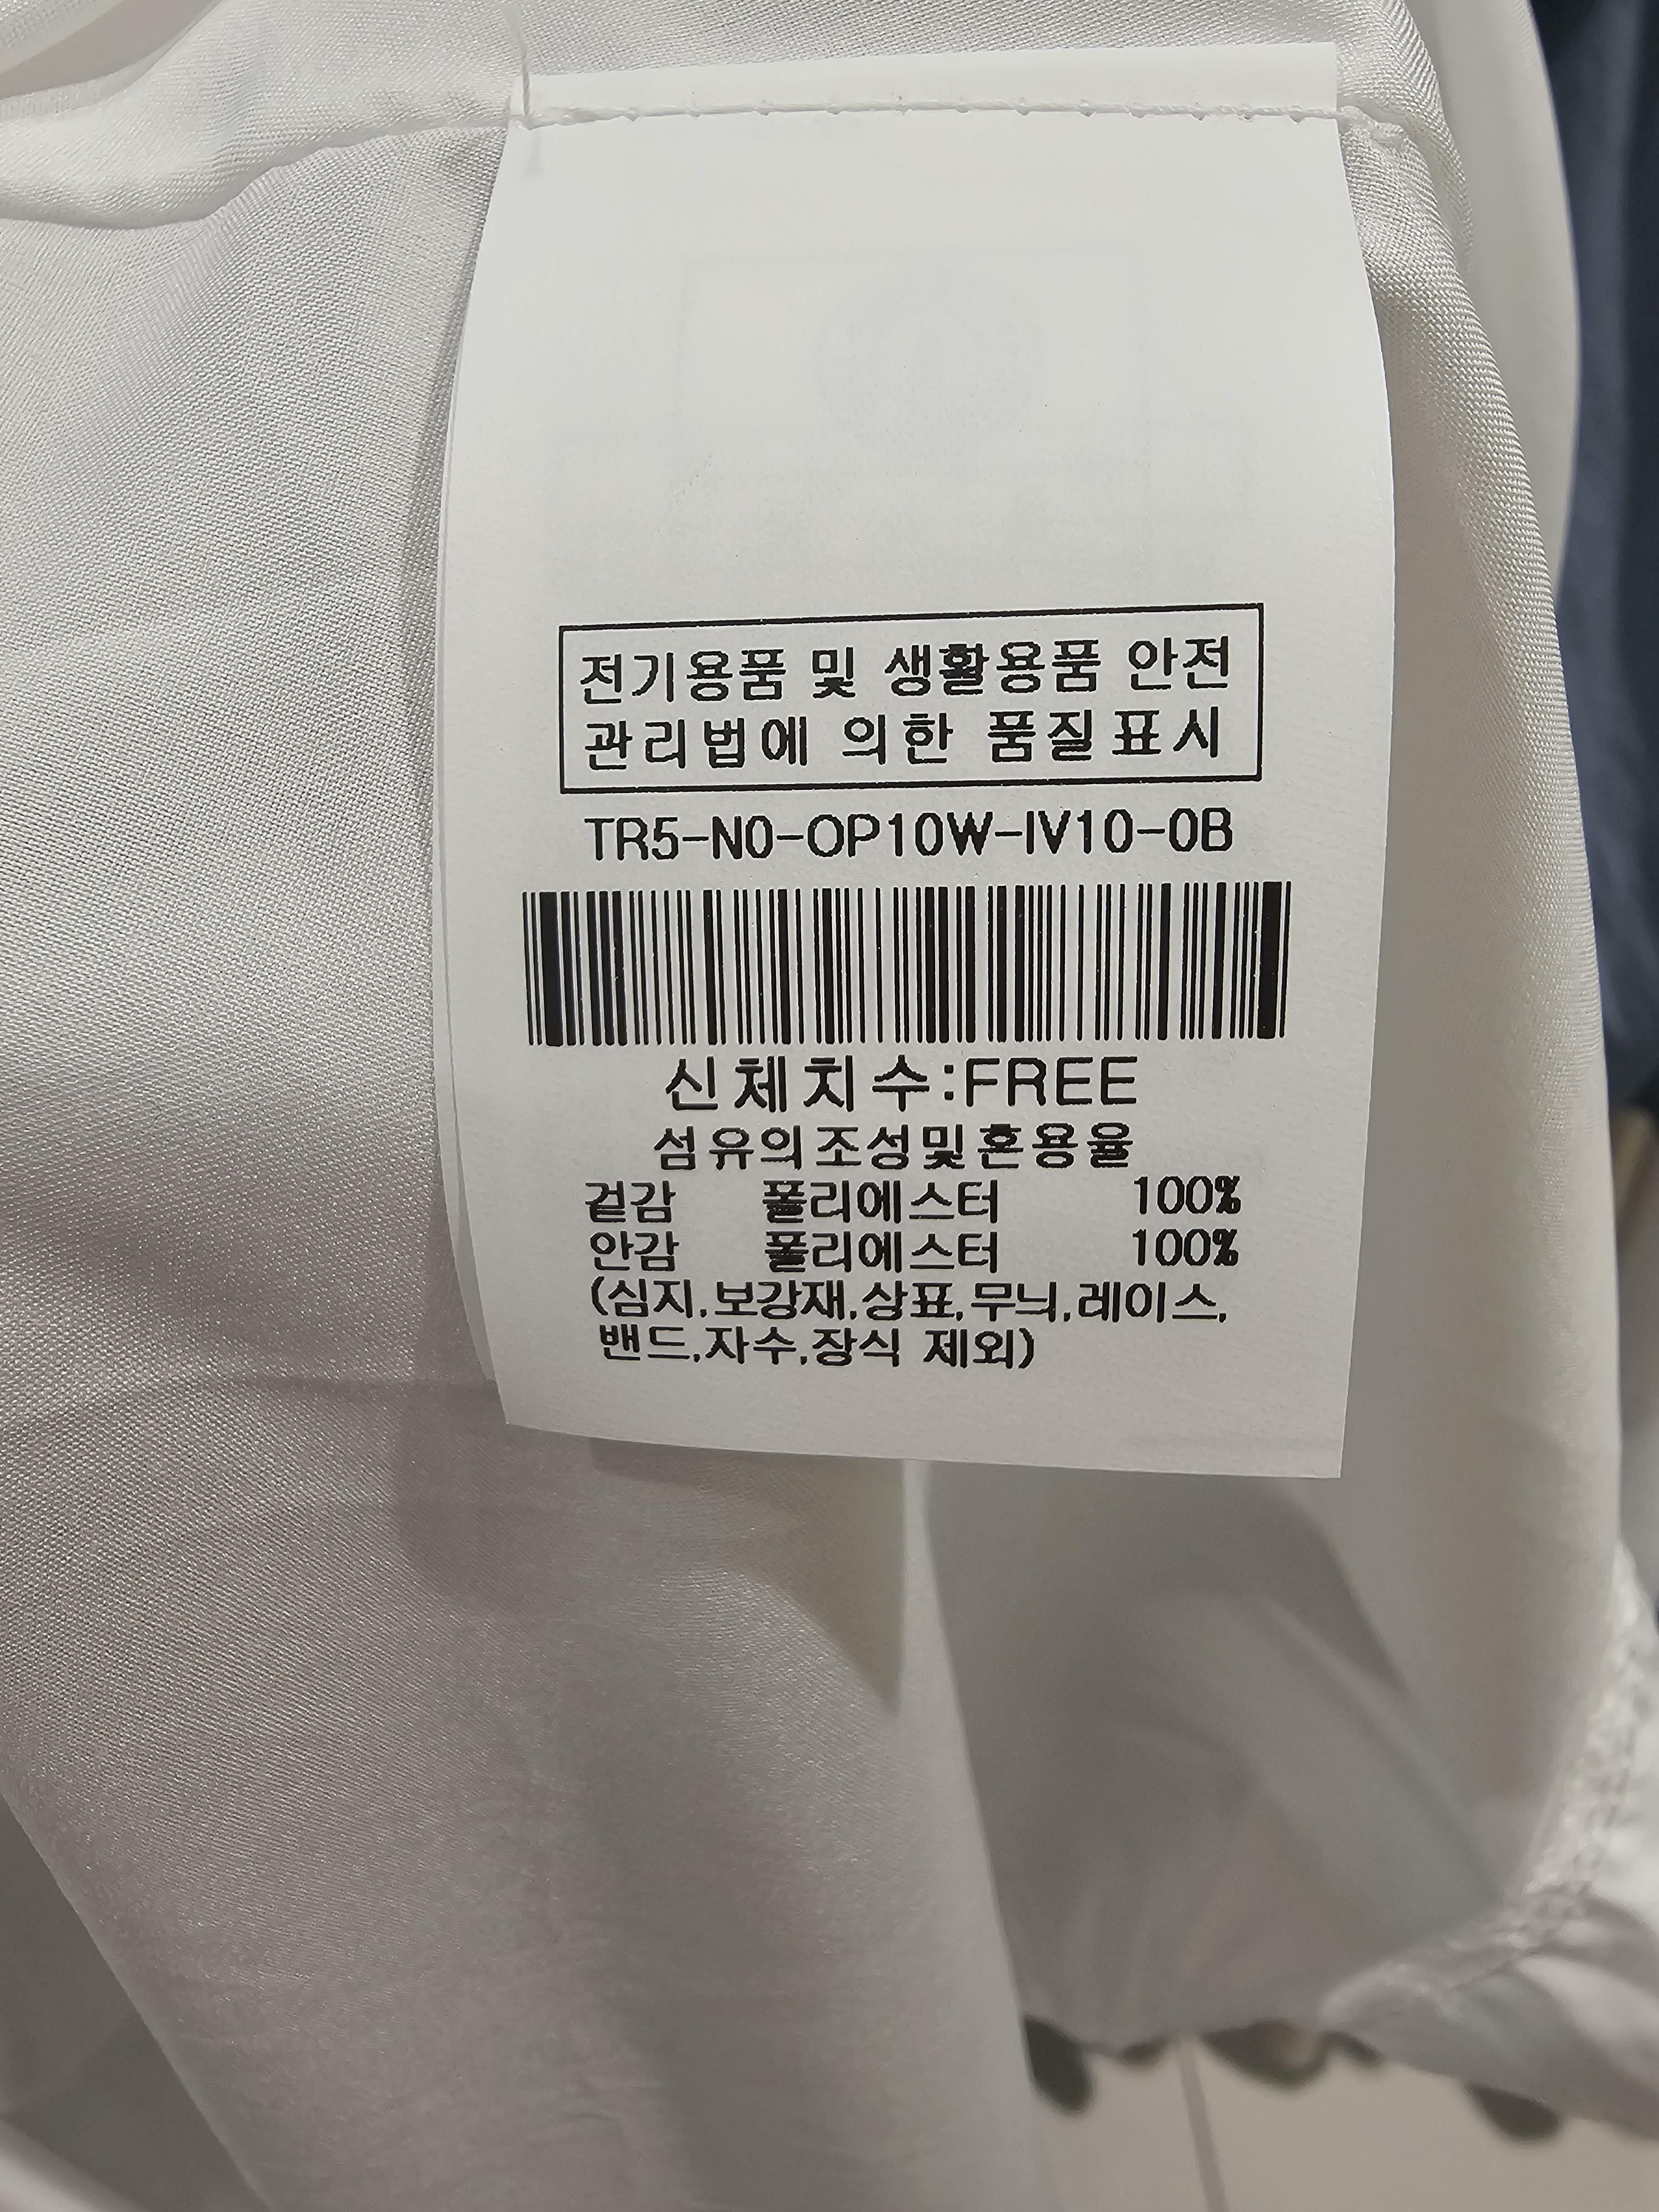 전기용품 및 생활용품 안전
관리법에 의한 품질표시
TR5-N0-OP10W-IV10-0B
신체치수:FREE
섬유의조성및혼용율
겉감 폴리에스터 100%
안감 폴리에스터 100%
(심지,보강재,상표,무늬,레이스,
밴드,자수,장식 제외)